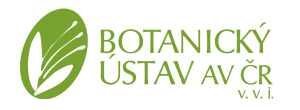 BOTANICKÝ
ÚSTAV AV ČR
v. v. i.